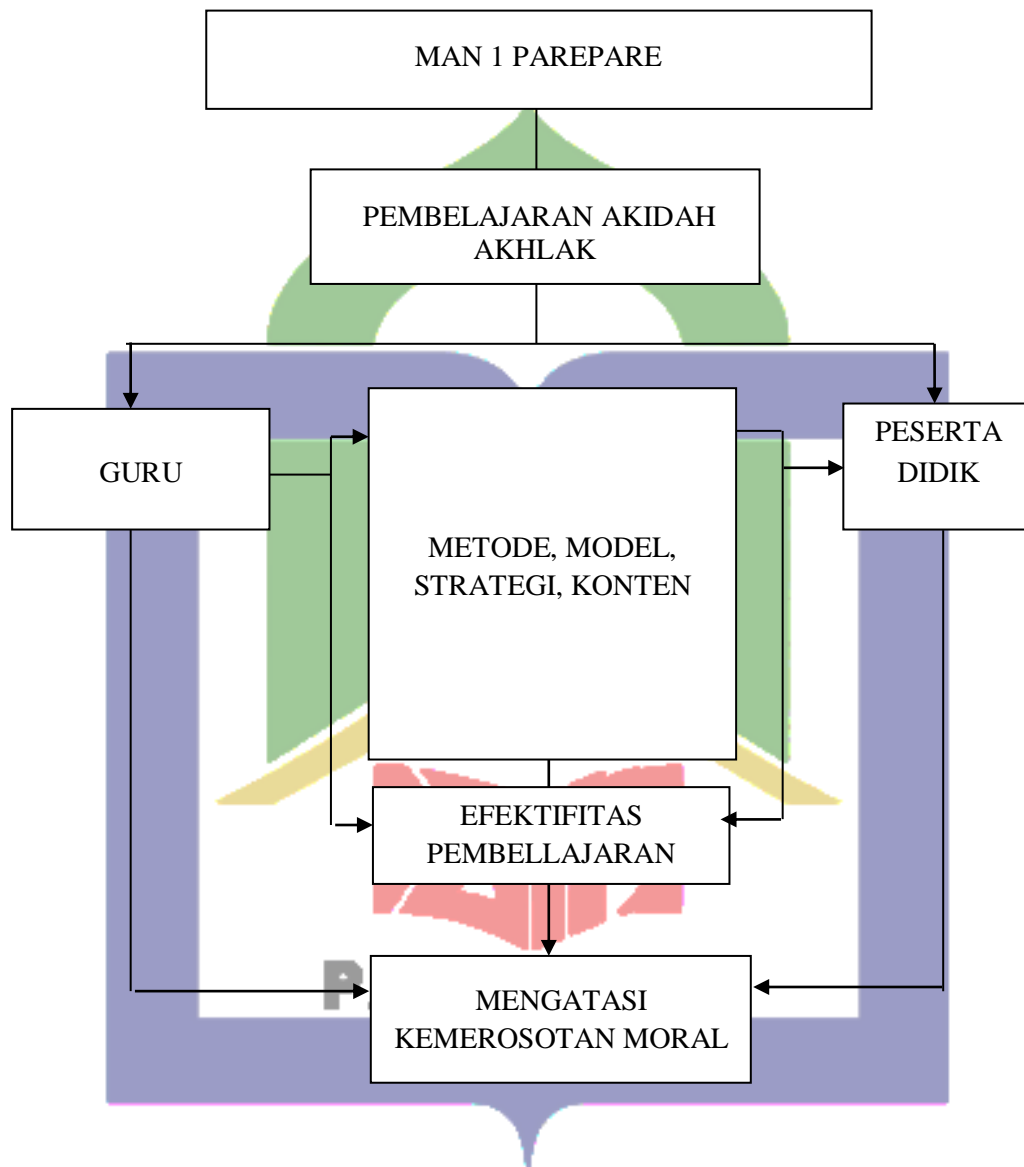 MAN 1 PAREPARE
PEMBELAJARAN AKIDAH
AKHLAK
GURU
METODE, MODEL,
STRATEGI, KONTEN
PESERTA
DIDIK
EFEKTIFITAS
PEMBELLAJARAN
MENGATASI
KEMEROSOTAN MORAL